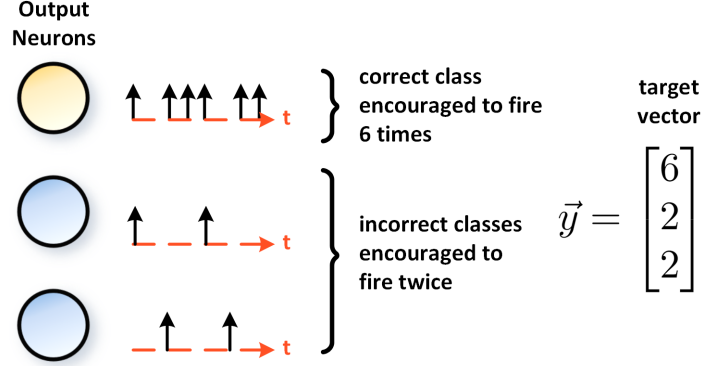 Output
Neurons
t
correct class
encouraged to fire
6 times
target
vector
t
incorrect classes
encouraged to
fire twice
t
y⃗ =
6
2
2